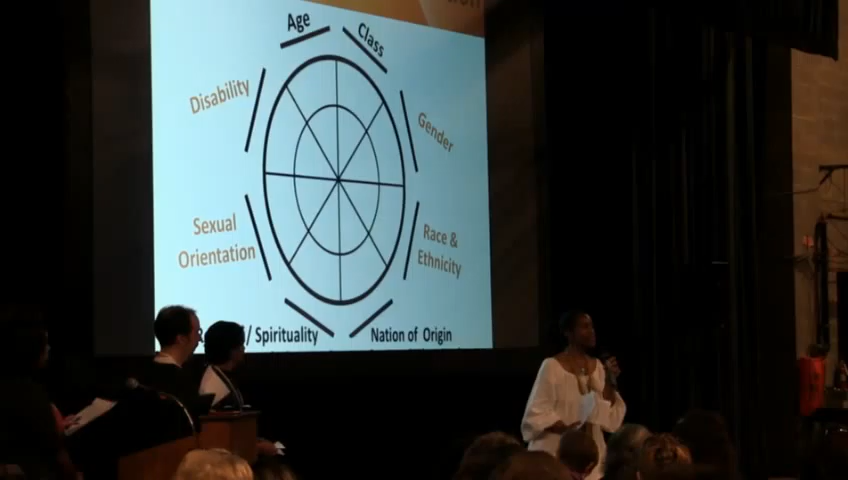 Age
Class
Disability
Gender
Sexual
Orientation
Race &
Ethnicity
/ Spirituality
Nation of Origin